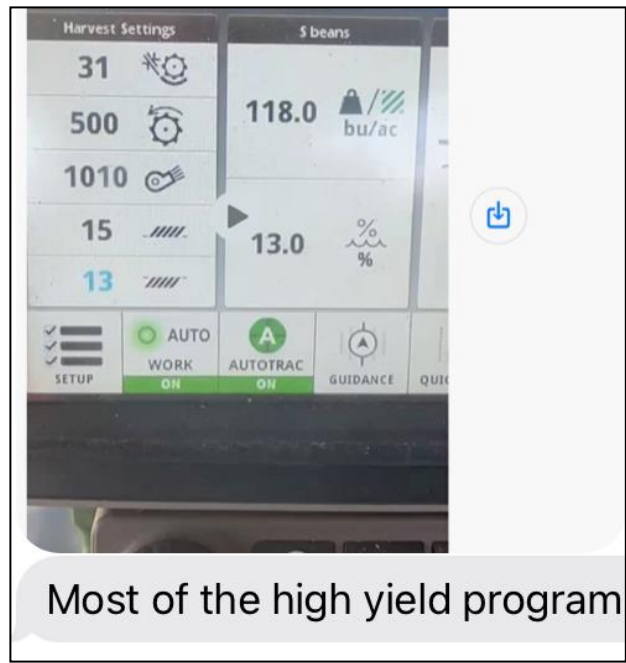 Harvest Settings
31
500
1010
15
13
S beans
118.0 bu/ac
13.0 %
%
SETUP
AUTO
WORK
ON
A
AUTOTRAC
ON
GUIDANCE
Most of the high yield program